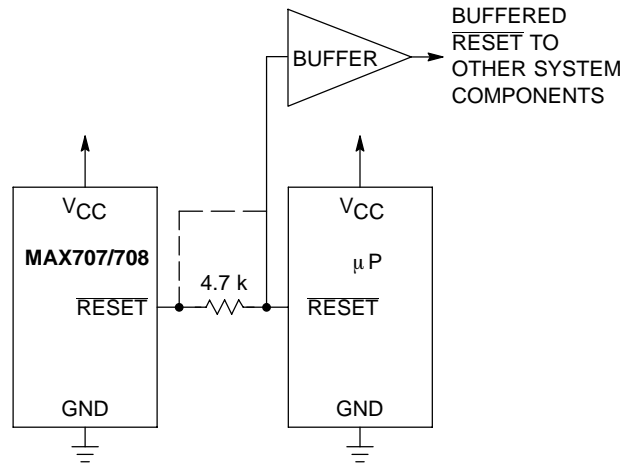 BUFFERED
RESET TO
OTHER SYSTEM
COMPONENTS
BUFFER
VCC
MAX707/708
RESET
GND
4.7 k
VCC
μP
RESET
GND